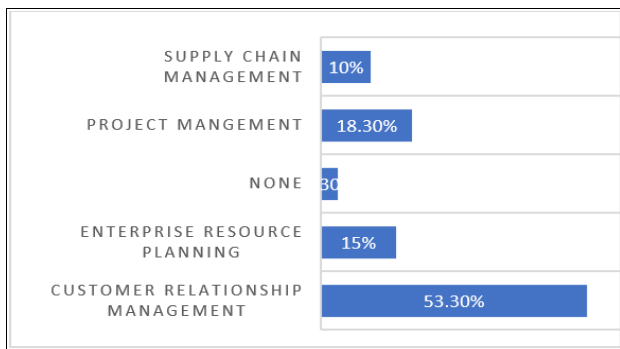 SUPPLY CHAIN
MANAGEMENT
10%
PROJECT MANGEMENT
18.30%
NONE
ENTERPRISE RESOURCE
PLANNING
15%
CUSTOMER RELATIONSHIP
MANAGEMENT
53.30%